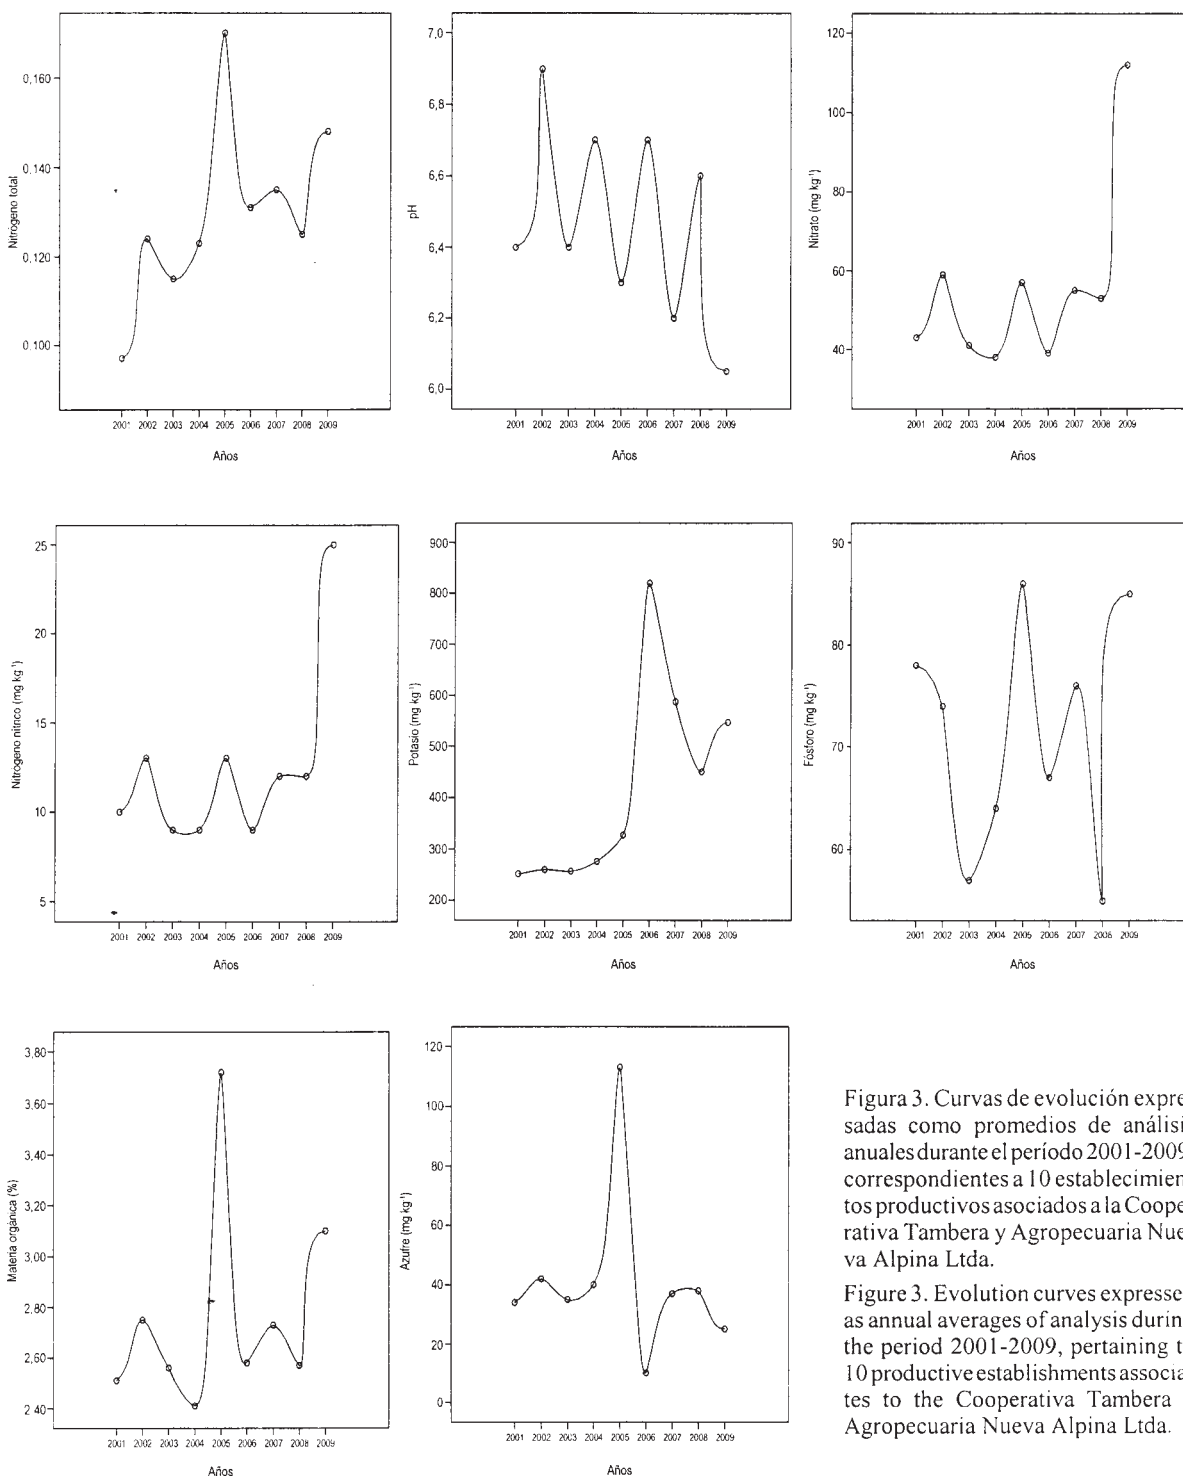 Nitrógeno total
0,160
0,140
0,120
0,100
2001 2002 2003 2004 2005 2006 2007 2008 2009
Años
pH
7,0
6,8
6,6
6,4
6,2
6,0
2001 2002 2003 2004 2005 2006 2007 2008 2009
Años
Nitrato (mg kg⁻¹)
120
100
80
60
40
2001 2002 2003 2004 2005 2006 2007 2008 2009
Años
Nitrógeno nítrico (mg kg⁻¹)
25
20
15
10
5
2001 2002 2003 2004 2005 2006 2007 2008 2009
Años
Potasio (mg kg⁻¹)
900
800
700
600
500
400
300
200
2001 2002 2003 2004 2005 2006 2007 2008 2009
Años
Fósforo (mg kg⁻¹)
90
80
70
60
2001 2002 2003 2004 2005 2006 2007 2008 2009
Años
Materia orgánica (%)
3,80
3,60
3,40
3,20
3,00
2,80
2,60
2 40
2001 2002 2003 2004 2005 2006 2007 2008 2009
Años
Azufre (mg kg⁻¹)
120
100
80
60
40
20
0
2001 2002 2003 2004 2005 2006 2007 2008 2009
Años
Figura 3. Curvas de evolución expre
sadas como promedios de análisi
anuales durante el período 2001-2009
correspondientes a 10 establecimien
tos productivos asociados a la Coope
rativa Tambera y Agropecuaria Nue
va Alpina Ltda.
Figure 3. Evolution curves expresse
as annual averages of analysis durin
the period 2001-2009, pertaining t
10 productive establishments associa
tes to the Cooperativa Tambera
Agropecuaria Nueva Alpina Ltda.